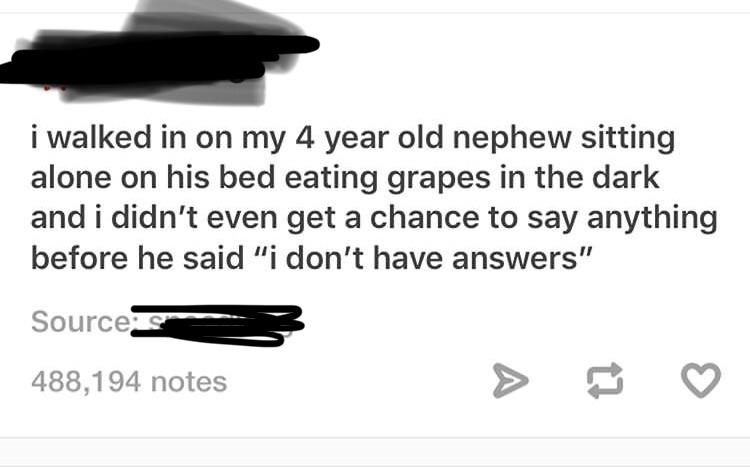 i walked in on my 4 year old nephew sitting
alone on his bed eating grapes in the dark
and i didn’t even get a chance to say anything
before he said “i don’t have answers”
Source:
488,194 notes